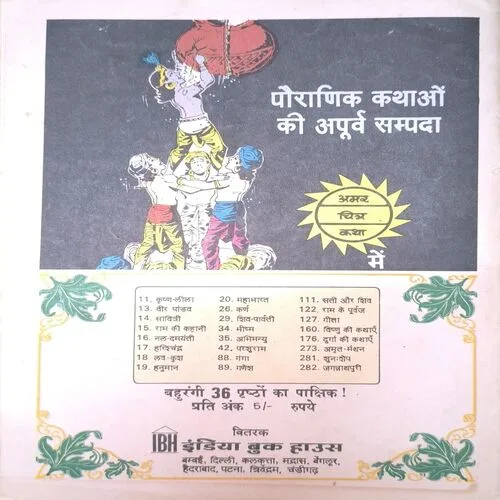 पौराणिक कथाओं
की अपूर्व सम्पदा
अमर
चित्र
कथा
में
11. कृष्ण-लीला 20. महाभारत 111. सती और शिव
13. वीर पांडव 26. कर्ण 122. राम के पूर्वज
14. सावित्री 29. शिव-पार्वती 127. गीता
15. राम की कहानी 34. भीष्म 160. विष्णु की कथाएँ
16. नल-दमयंती 35. अभिमन्यु 176. दुर्गा की कथाएँ
17. हरिश्चंद्र 42. परशुराम 273. अमृत-मंथन
18. लव-कुश 88. गंगा 281. शुनःशेप
19. हनुमान 89. गणेश 282. जगन्नाथपुरी
बहुरंगी 36 पृष्ठों का पाक्षिक !
प्रति अंक 5/- रुपये
वितरक
IBH इंडिया बुक हाउस
बम्बई, दिल्ली, कलकत्ता, मद्रास, बेंगलूर,
हैदराबाद, पटना, त्रिवेंद्रम, चंडीगढ़